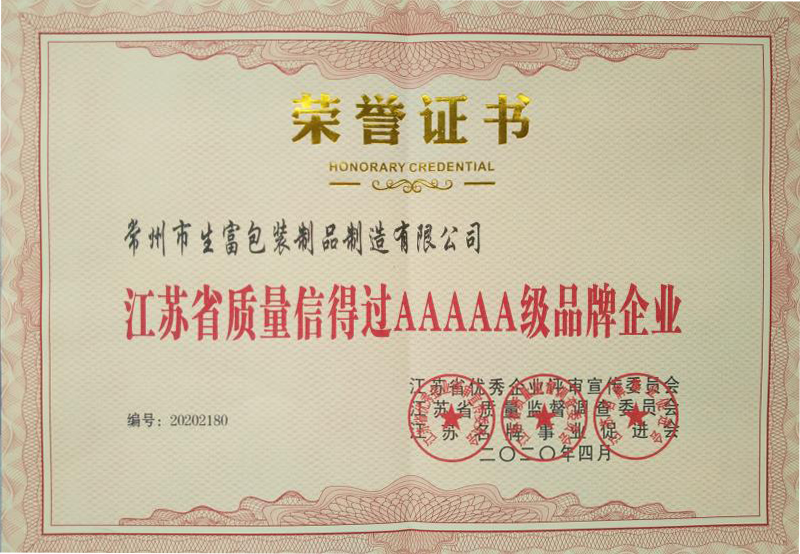 荣誉证书
HONORARY CREDENTIAL
常州市生富包装制品制造有限公司
江苏省质量信得过AAAAA级品牌企业
江苏省优秀企业评审宣传委员会
江苏省质量监督调查委员会
江苏名牌事业促进会
编号：20202180
二〇二〇年四月